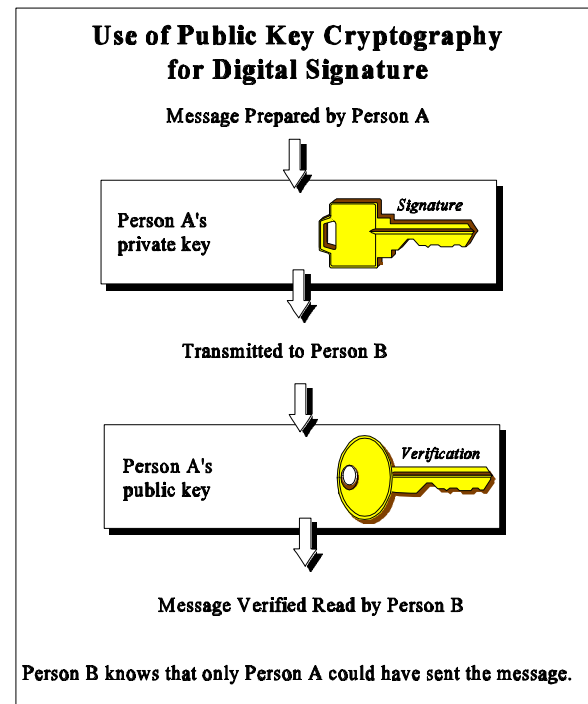 Use of Public Key Cryptography
for Digital Signature
Message Prepared by Person A
Signature
Person A's
private key
Transmitted to Person B
Verification
Person A's
public key
Message Verified Read by Person B
Person B knows that only Person A could have sent the message.